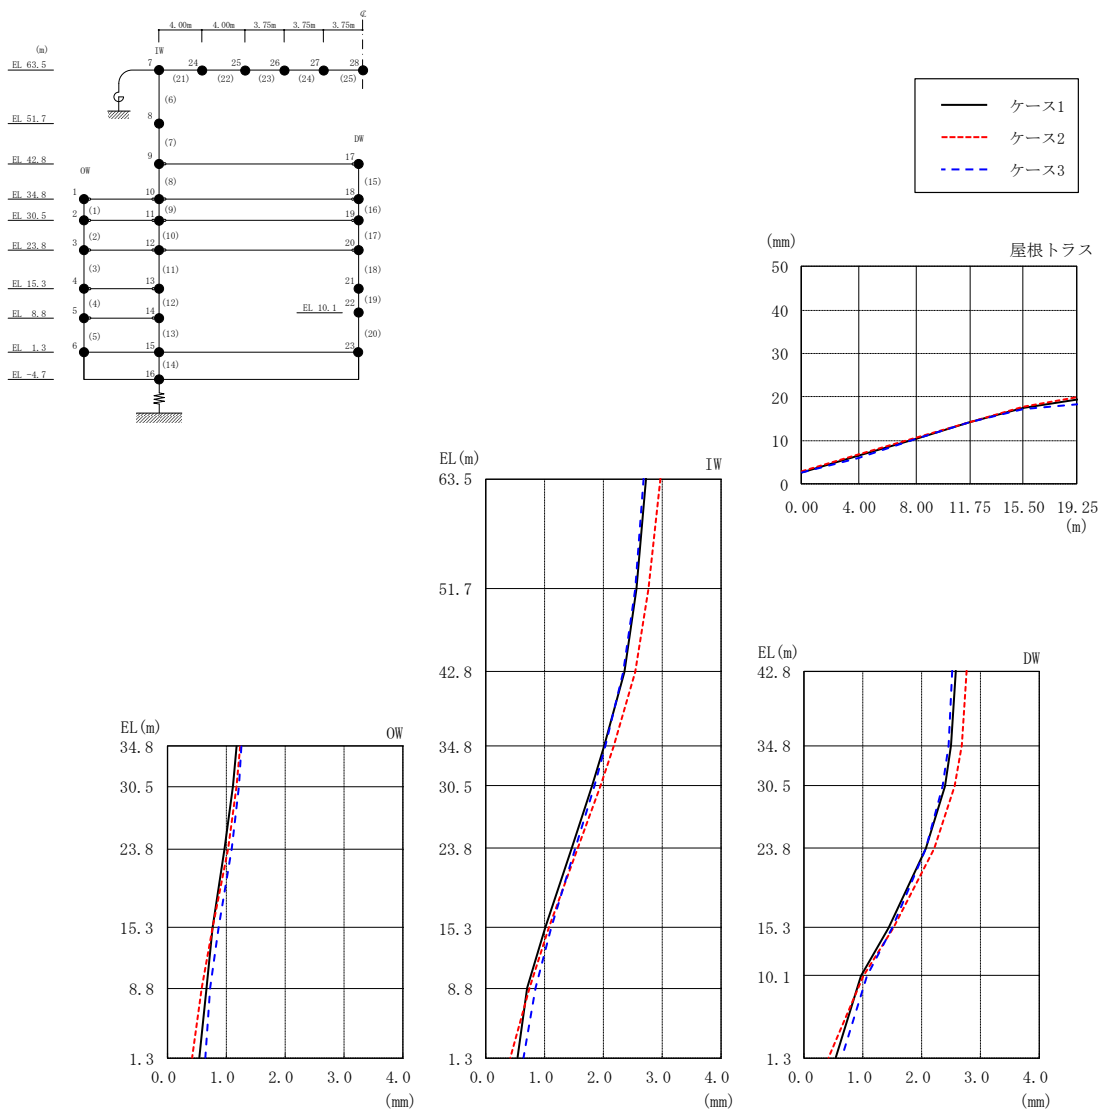 ℄
4.00m 4.00m 3.75m 3.75m 3.75m
(m)
IW
EL 63.5 7 24 25 26 27 28
(21) (22) (23) (24) (25)
(6)
EL 51.7 8
(7)
DW
EL 42.8 9 17
OW
(8) (15)
EL 34.8 1 10 18
(1) (9) (16)
EL 30.5 2 11 19
(2) (10) (17)
EL 23.8 3 12 20
(3) (11) (18)
EL 15.3 4 13 21
(4) (12) (19)
EL 10.1 22
EL 8.8 5 14
(5) (13) (20)
EL 1.3 6 15 23
(14)
EL -4.7 16
ケース1
ケース2
ケース3
(mm)
屋根トラス
50
40
30
20
10
0
0.00 4.00 8.00 11.75 15.50 19.25
(m)
EL(m) IW
63.5
51.7
42.8
34.8
30.5
23.8
15.3
8.8
1.3
0.0 1.0 2.0 3.0 4.0
(mm)
EL(m) DW
42.8
34.8
30.5
23.8
15.3
10.1
1.3
0.0 1.0 2.0 3.0 4.0
(mm)
EL(m) OW
34.8
30.5
23.8
15.3
8.8
1.3
0.0 1.0 2.0 3.0 4.0
(mm)